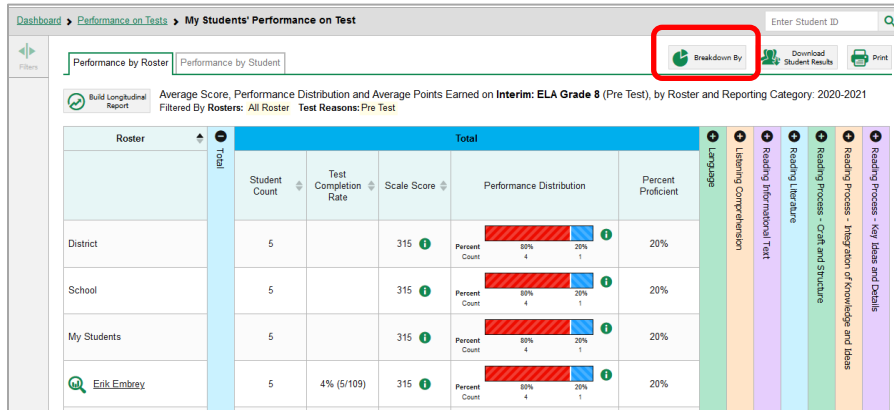 Dashboard > Performance on Tests > My Students' Performance on Test
Enter Student ID
Filters
Performance by Roster
Performance by Student
Breakdown By
Download Student Results
Print
Build Longitudinal Report
Average Score, Performance Distribution and Average Points Earned on Interim: ELA Grade 8 (Pre Test), by Roster and Reporting Category: 2020-2021
Filtered By Rosters: All Roster Test Reasons: Pre Test
Roster
Total
Total
Student Count
Test Completion Rate
Scale Score
Performance Distribution
Percent Proficient
Language
Listening Comprehension
Reading Informational Text
Reading Literature
Reading Process - Craft and Structure
Reading Process - Integration of Knowledge and Ideas
Reading Process - Key Ideas and Details
District 5 315 20%
Percent 80% 20%
Count 4 1
School 5 315 20%
Percent 80% 20%
Count 4 1
My Students 5 315 20%
Percent 80% 20%
Count 4 1
Erik Embrey 5 4% (5/109) 315 20%
Percent 80% 20%
Count 4 1